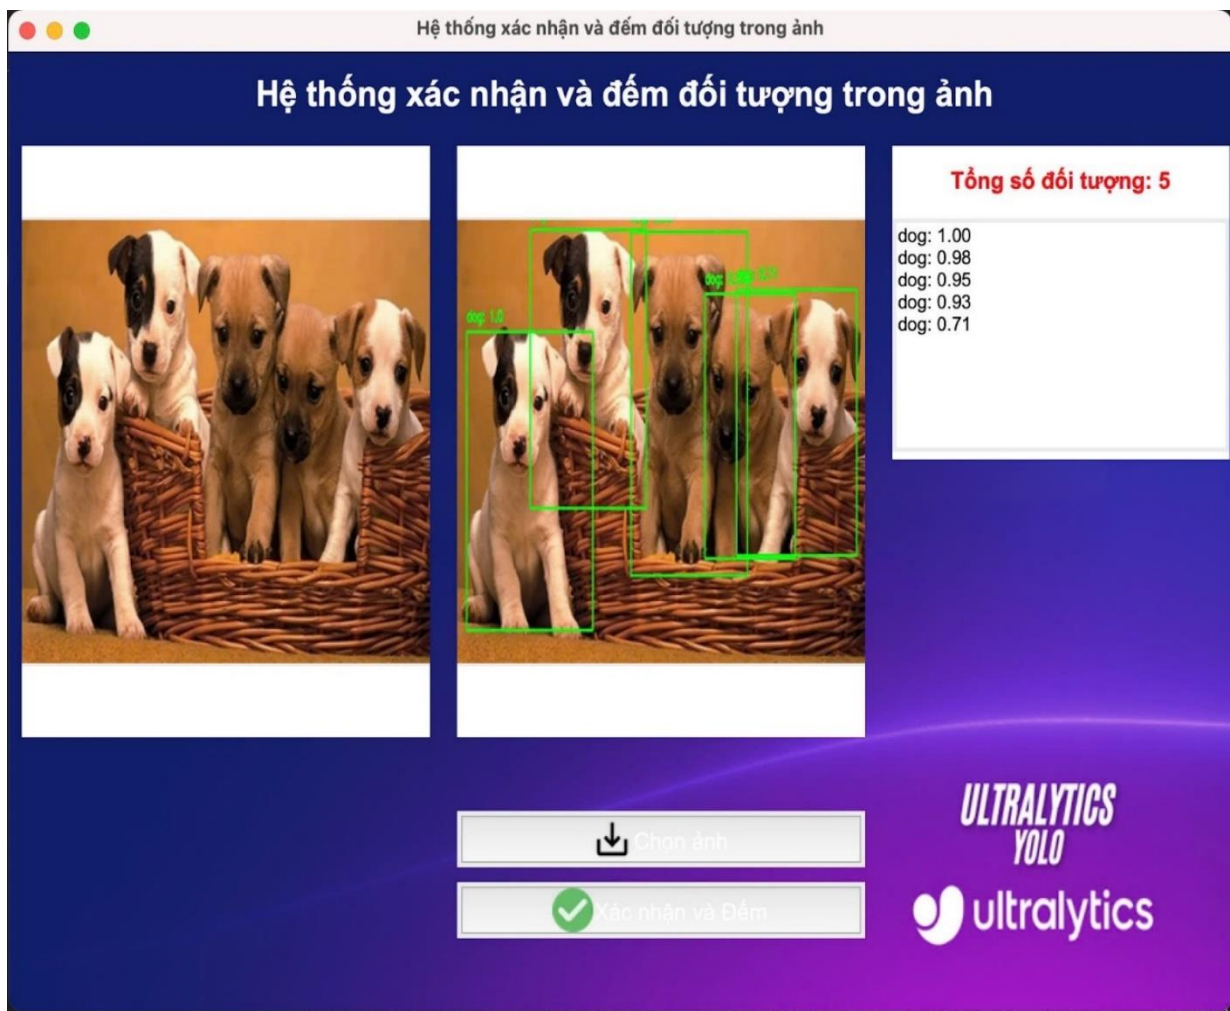 Hệ thống xác nhận và đếm đối tượng trong ảnh
Hệ thống xác nhận và đếm đối tượng trong ảnh
Tổng số đối tượng: 5
dog: 1.00
dog: 0.98
dog: 0.95
dog: 0.93
dog: 0.71
dog: 1.0
dog:
Chọn ảnh
Xác nhận và Đếm
ULTRALYTICS
YOLO
ultralytics